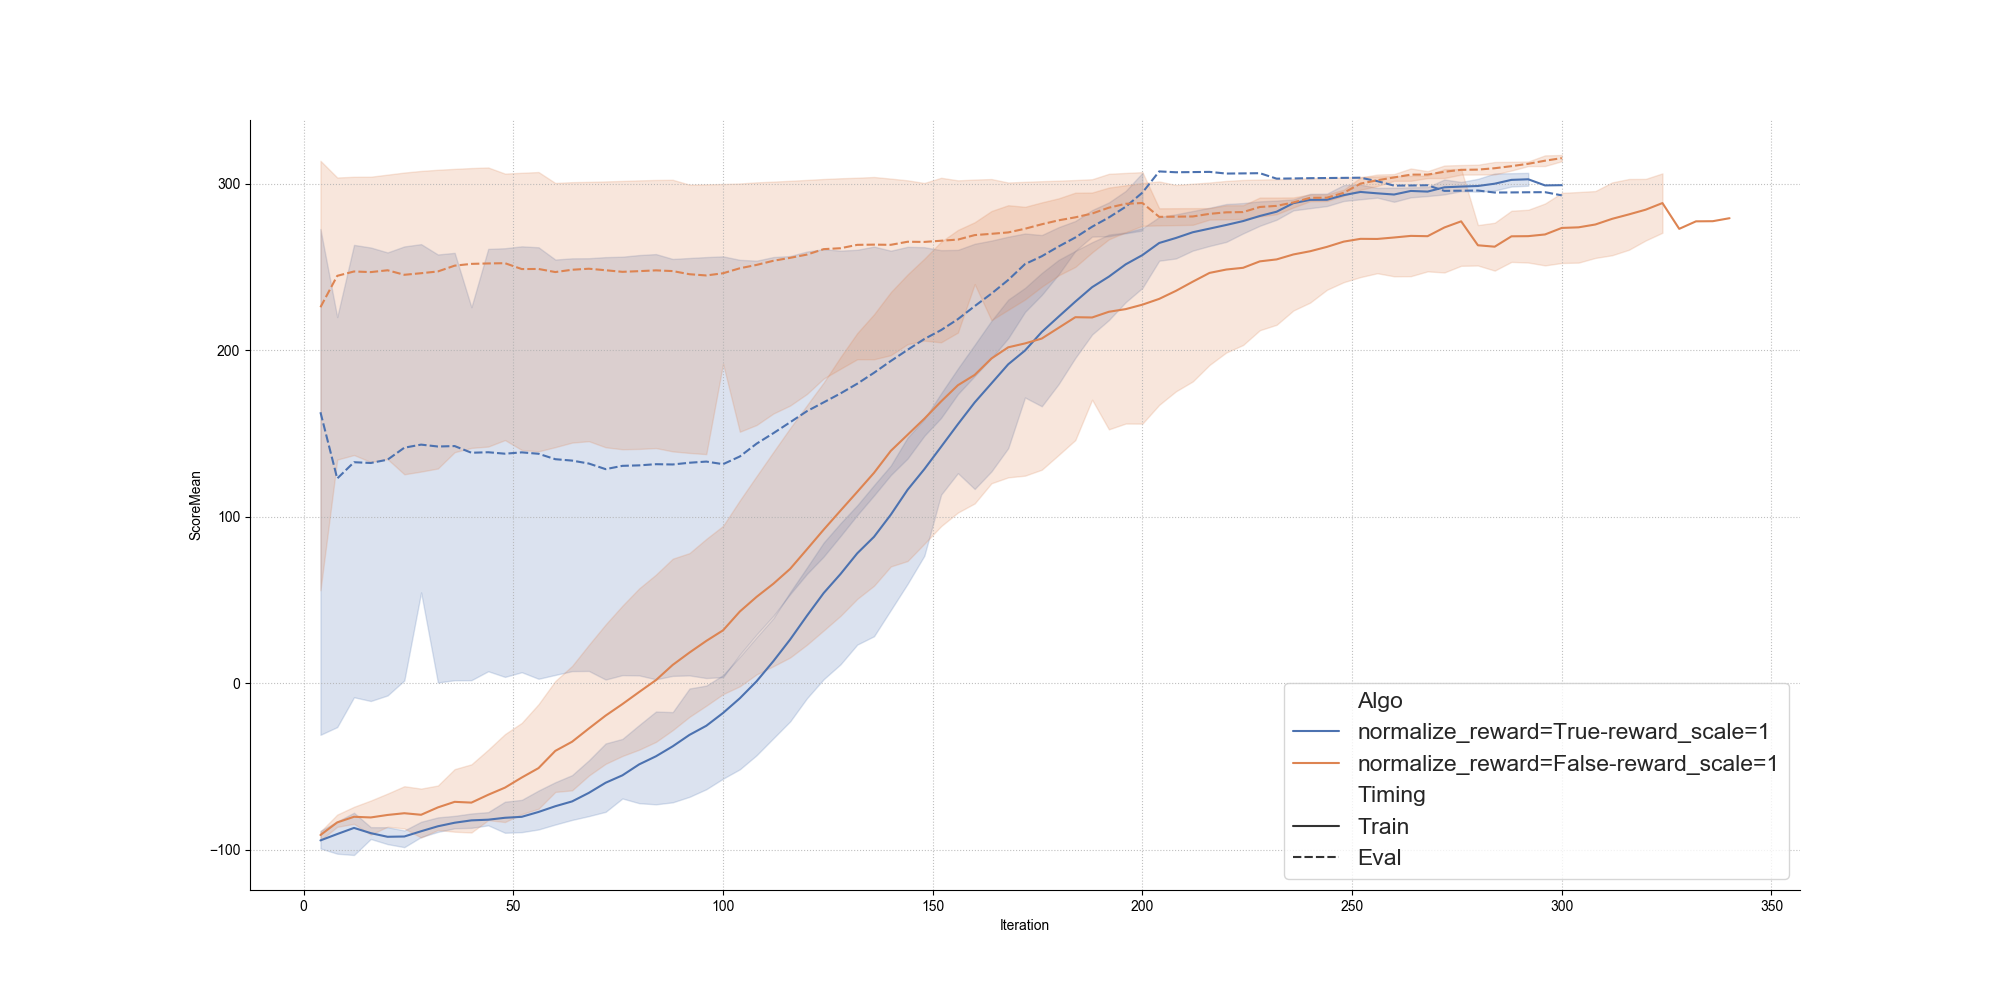 300
200
100
0
−100
ScoreMean
0
50
100
150
200
250
300
350
Iteration
Algo
normalize_reward=True-reward_scale=1
normalize_reward=False-reward_scale=1
Timing
Train
Eval